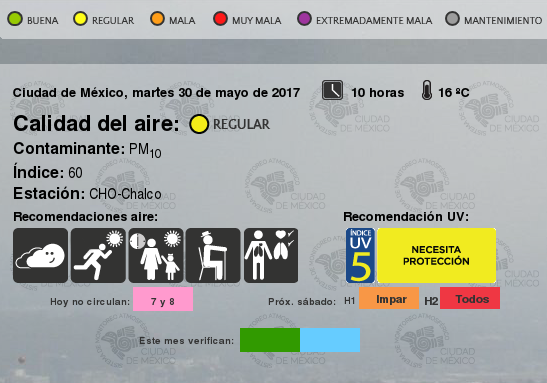 BUENA REGULAR MALA MUY MALA EXTREMADAMENTE MALA MANTENIMIENTO
Ciudad de México, martes 30 de mayo de 2017 10 horas 16 ºC
Calidad del aire: REGULAR
Contaminante: PM10
Índice: 60
Estación: CHO-Chalco
Recomendaciones aire: Recomendación UV:
ÍNDICE
UV
5
NECESITA
PROTECCIÓN
Hoy no circulan: 7 y 8 Próx. sábado: H1 Impar H2 Todos
Este mes verifican:
CIUDAD
DE MÉXICO